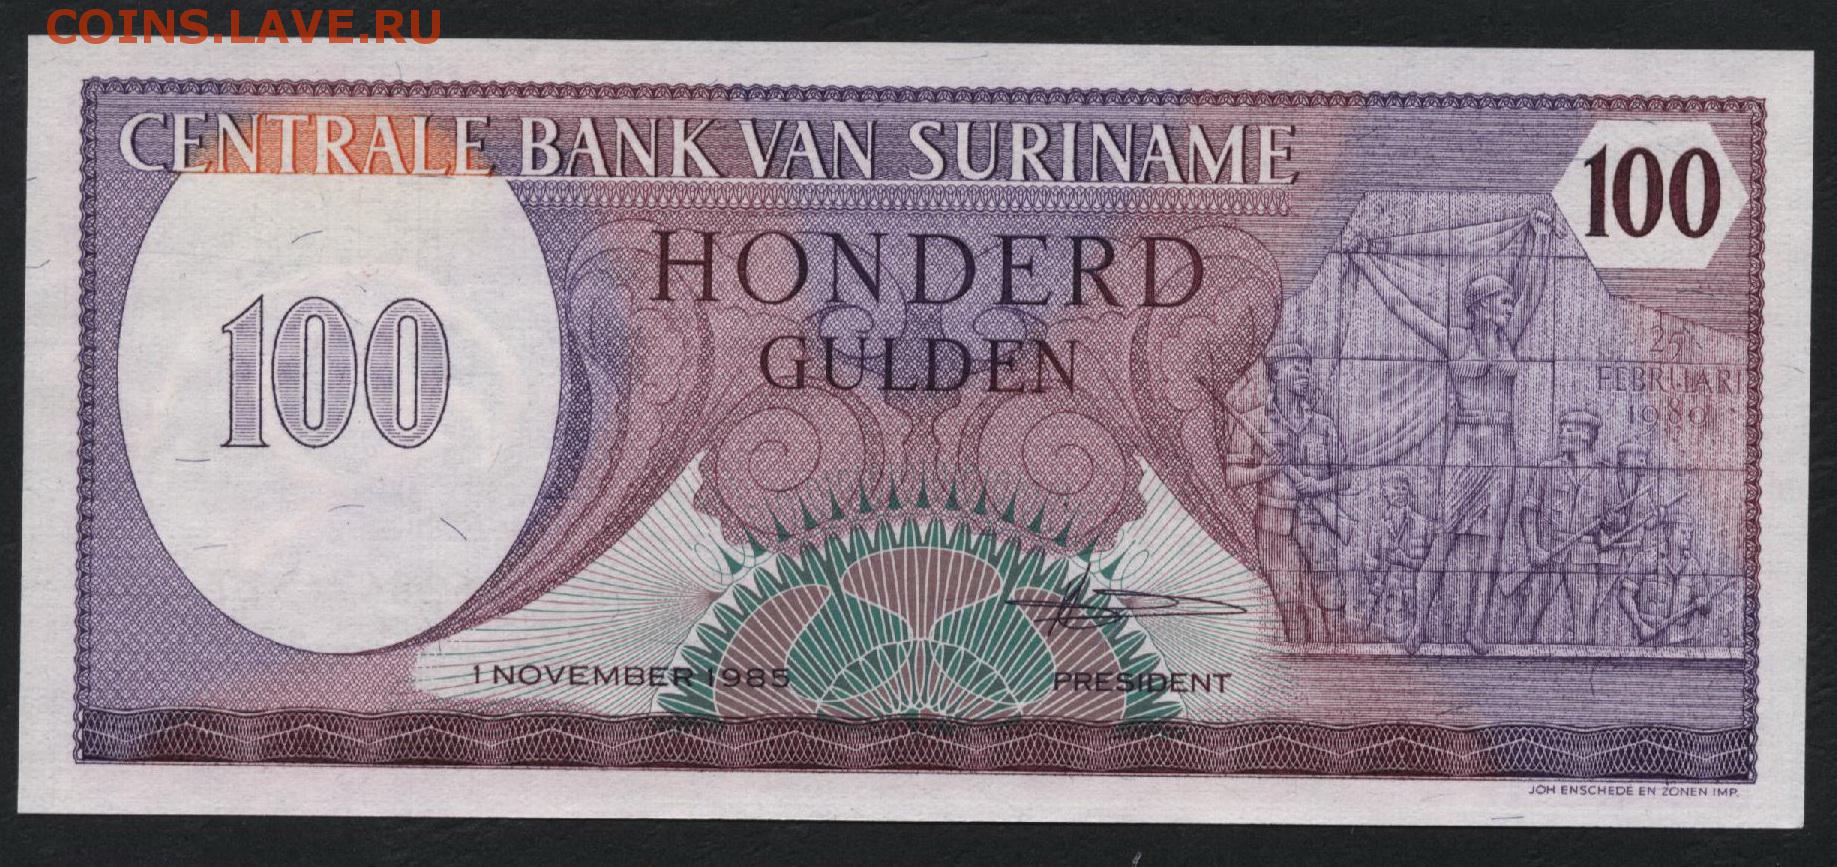 COINS.LAVE.RU
CENTRALE BANK VAN SURINAME
100
HONDERD
GULDEN
100
25
FEBRUARI
1980
1 NOVEMBER 1985
PRESIDENT
JOH ENSCHEDE EN ZONEN IMP.